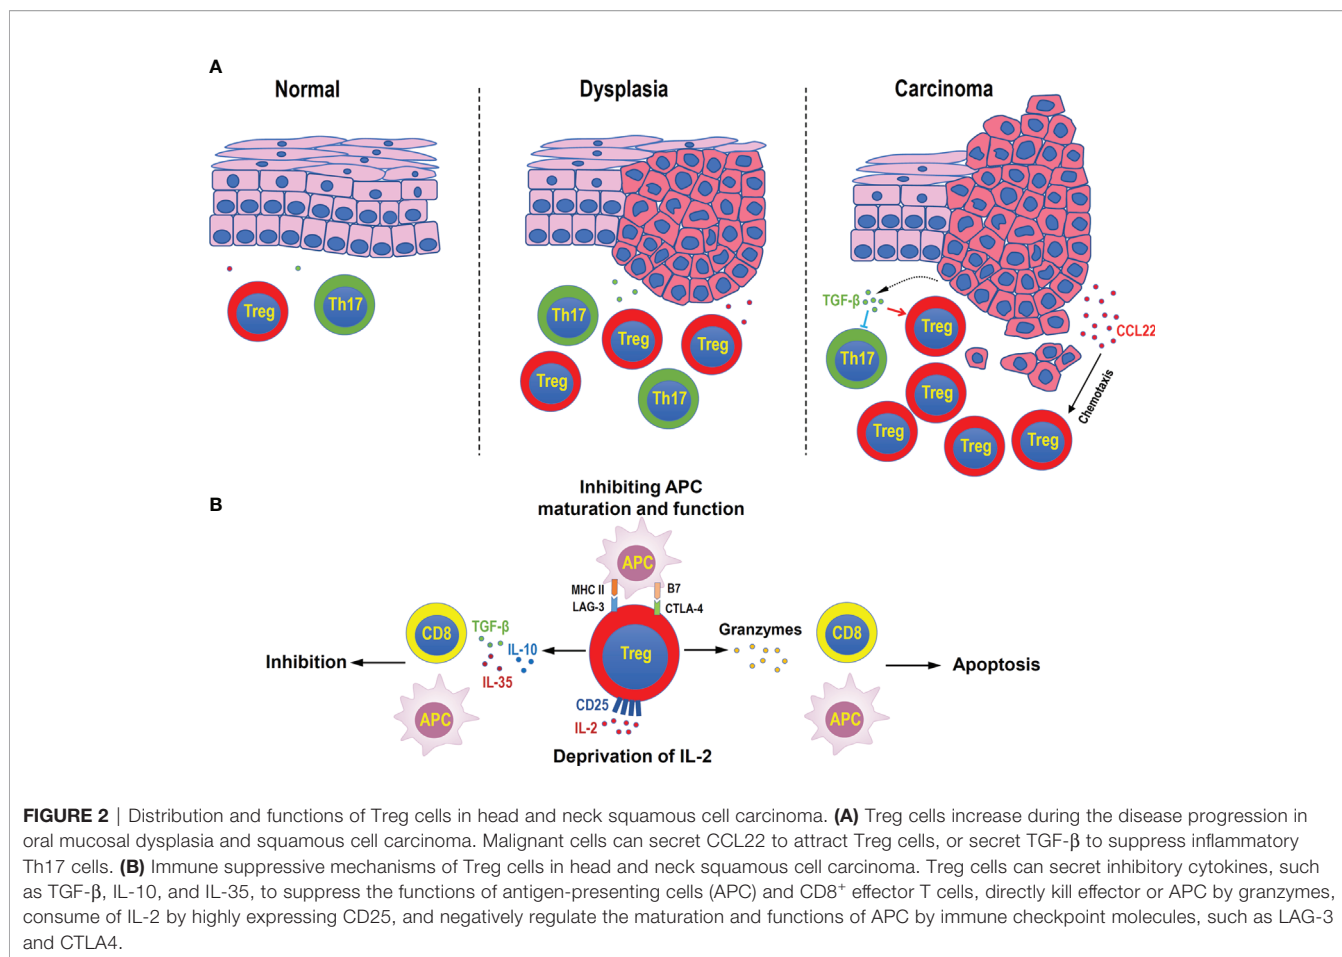 A
Normal
Dysplasia
Carcinoma
Treg
Th17
Th17
Treg
Treg
Treg
Th17
TGF-β
Treg
Th17
CCL22
Chemotaxis
Treg
Treg
Treg
Treg
B
Inhibiting APC
maturation and function
APC
MHC II
B7
LAG-3
CTLA-4
CD8
TGF-β
IL-10
IL-35
Inhibition
APC
Treg
Granzymes
CD8
Apoptosis
APC
CD25
IL-2
Deprivation of IL-2
FIGURE 2 | Distribution and functions of Treg cells in head and neck squamous cell carcinoma. (A) Treg cells increase during the disease progression in
oral mucosal dysplasia and squamous cell carcinoma. Malignant cells can secret CCL22 to attract Treg cells, or secret TGF-β to suppress inflammatory
Th17 cells. (B) Immune suppressive mechanisms of Treg cells in head and neck squamous cell carcinoma. Treg cells can secret inhibitory cytokines, such
as TGF-β, IL-10, and IL-35, to suppress the functions of antigen-presenting cells (APC) and CD8⁺ effector T cells, directly kill effector or APC by granzymes,
consume of IL-2 by highly expressing CD25, and negatively regulate the maturation and functions of APC by immune checkpoint molecules, such as LAG-3
and CTLA4.